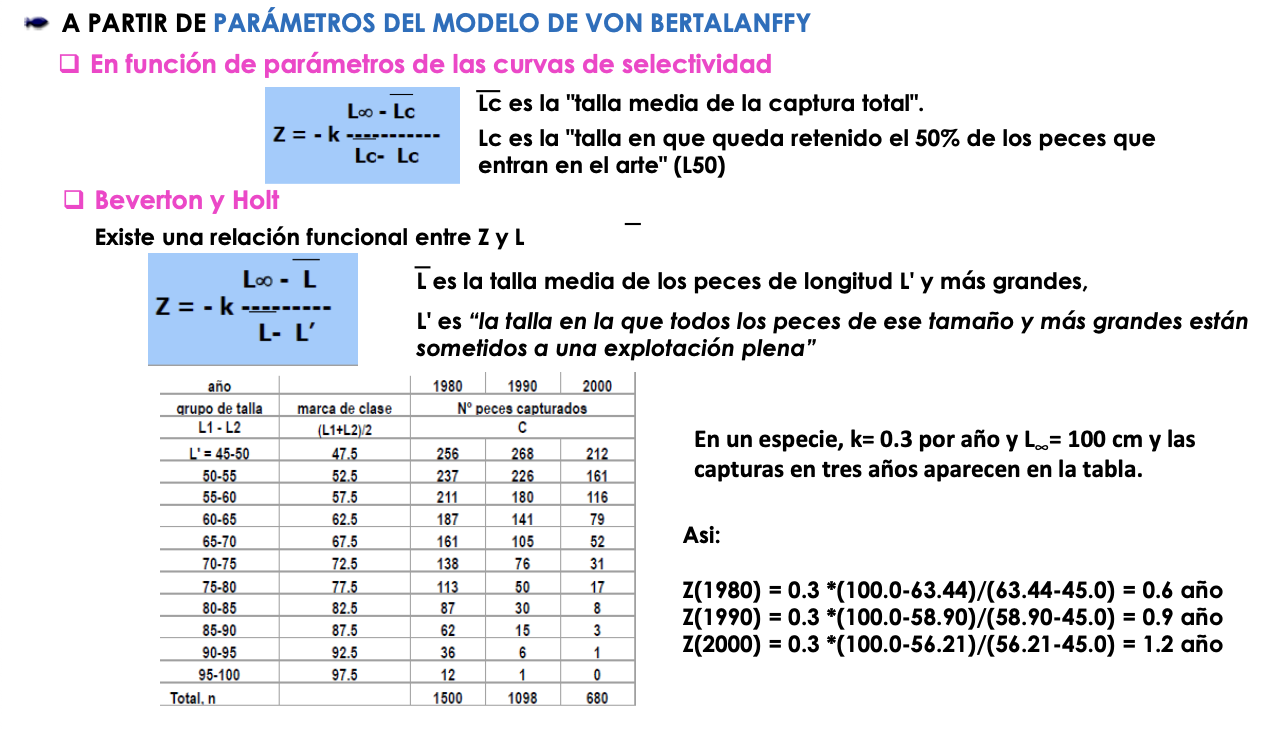 A PARTIR DE PARÁMETROS DEL MODELO DE VON BERTALANFFY
❑ En función de parámetros de las curvas de selectividad
L∞ - Lc
Z = - k -----------
Lc- Lc
Lc es la "talla media de la captura total".
Lc es la "talla en que queda retenido el 50% de los peces que
entran en el arte" (L50)
❑ Beverton y Holt
Existe una relación funcional entre Z y L
L∞ - L
Z = - k ---------
L- L’
L es la talla media de los peces de longitud L' y más grandes,
L' es “la talla en la que todos los peces de ese tamaño y más grandes están
sometidos a una explotación plena”
año 1980 1990 2000
grupo de talla marca de clase Nº peces capturados
L1 - L2 (L1+L2)/2 C
L' = 45-50 47.5 256 268 212
50-55 52.5 237 226 161
55-60 57.5 211 180 116
60-65 62.5 187 141 79
65-70 67.5 161 105 52
70-75 72.5 138 76 31
75-80 77.5 113 50 17
80-85 82.5 87 30 8
85-90 87.5 62 15 3
90-95 92.5 36 6 1
95-100 97.5 12 1 0
Total, n 1500 1098 680
En un especie, k= 0.3 por año y L∞= 100 cm y las
capturas en tres años aparecen en la tabla.
Asi:
Z(1980) = 0.3 *(100.0-63.44)/(63.44-45.0) = 0.6 año
Z(1990) = 0.3 *(100.0-58.90)/(58.90-45.0) = 0.9 año
Z(2000) = 0.3 *(100.0-56.21)/(56.21-45.0) = 1.2 año